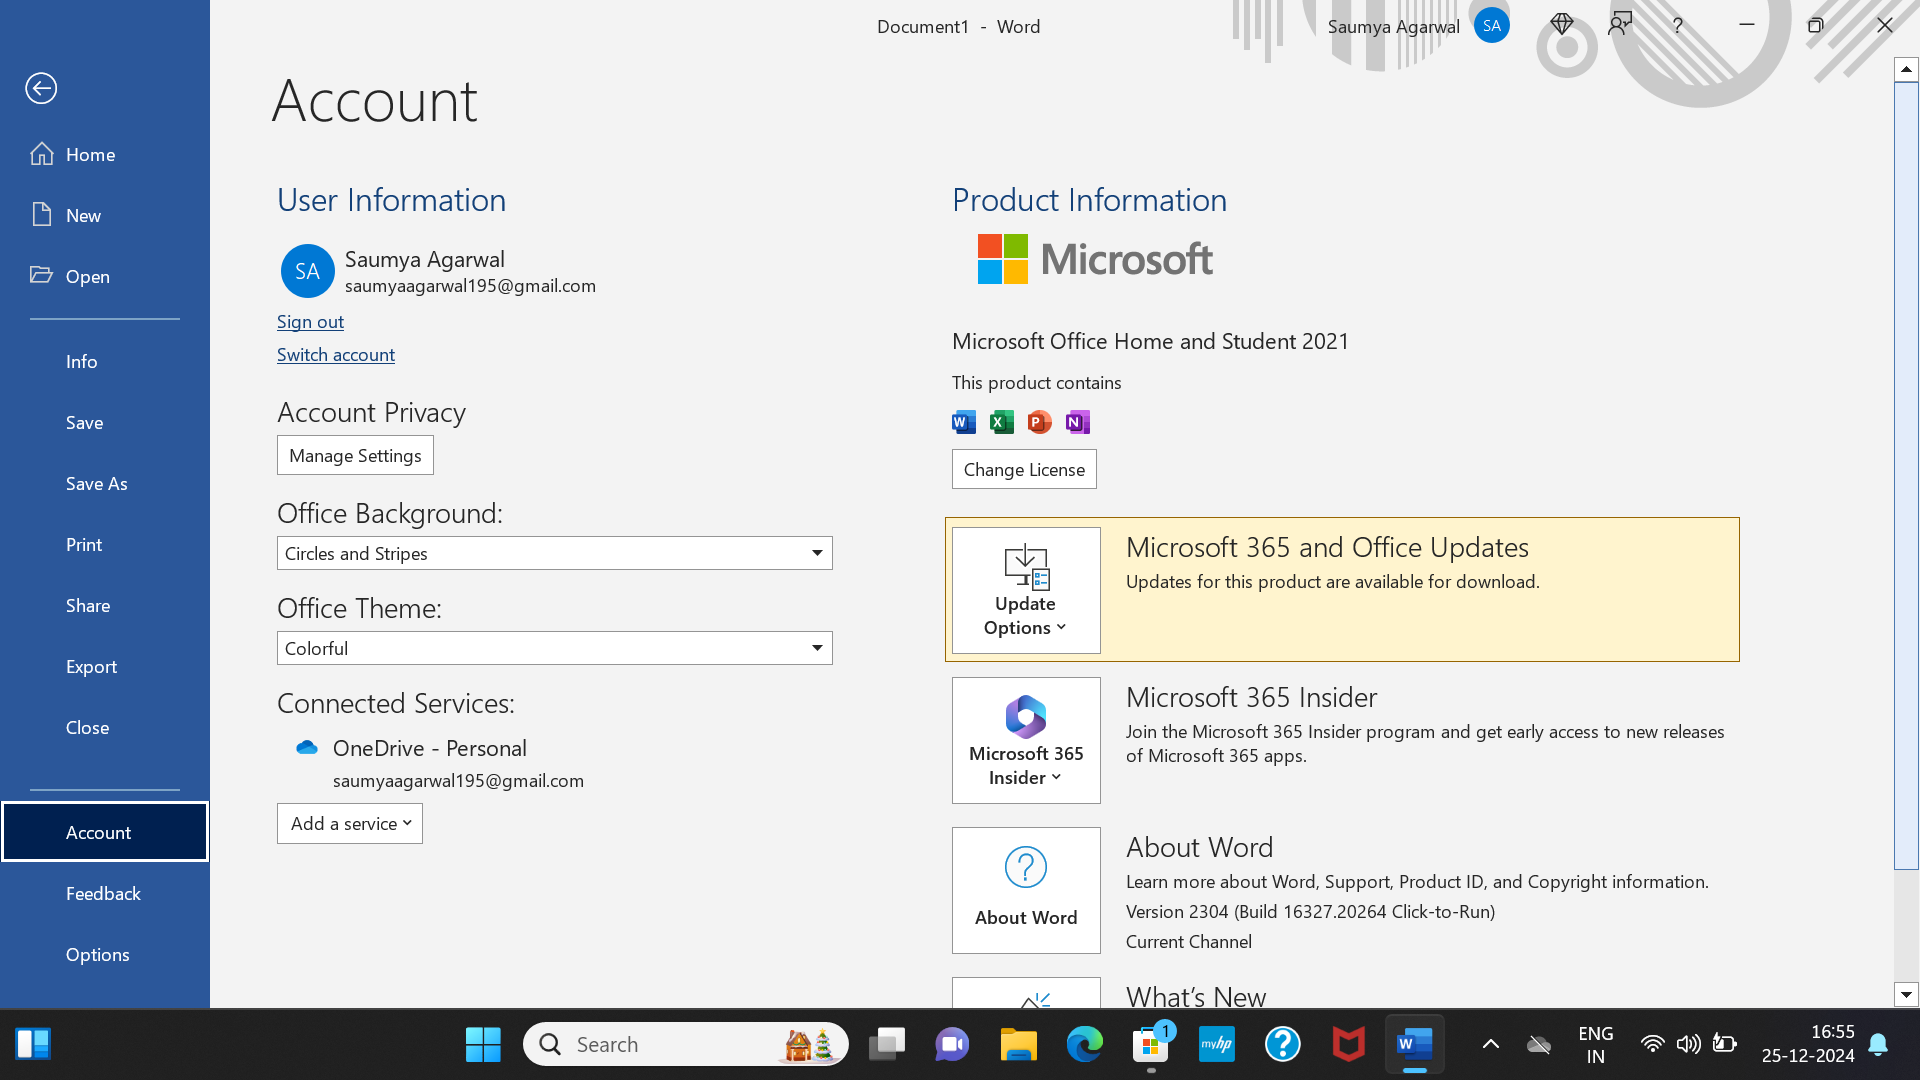 Document1 - Word
Saumya Agarwal SA
?
Account
Home
New
Open
Info
Save
Save As
Print
Share
Export
Close
Account
Feedback
Options
User Information
SA
Saumya Agarwal
saumyaagarwal195@gmail.com
Sign out
Switch account
Account Privacy
Manage Settings
Office Background:
Circles and Stripes
Office Theme:
Colorful
Connected Services:
OneDrive - Personal
saumyaagarwal195@gmail.com
Add a service
Product Information
Microsoft
Microsoft Office Home and Student 2021
This product contains
W X P N
Change License
Update
Options
Microsoft 365 and Office Updates
Updates for this product are available for download.
Microsoft 365
Insider
Microsoft 365 Insider
Join the Microsoft 365 Insider program and get early access to new releases
of Microsoft 365 apps.
?
About Word
About Word
Learn more about Word, Support, Product ID, and Copyright information.
Version 2304 (Build 16327.20264 Click-to-Run)
Current Channel
What's New
Search
1
myhp
?
W
ENG
IN
16:55
25-12-2024